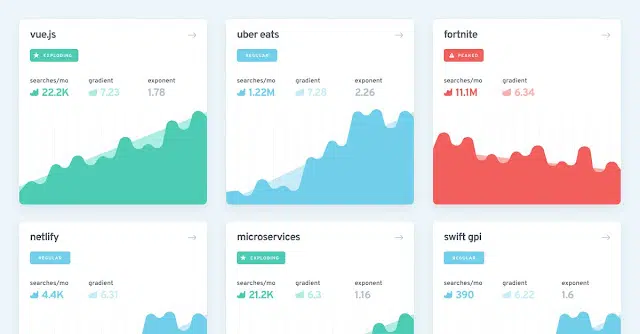 vue.js
EXPLODING
searches/mo gradient exponent
22.2K 7.23 1.78
uber eats
REGULAR
searches/mo gradient exponent
1.22M 7.28 2.26
fortnite
PEAKED
searches/mo gradient
11.1M 6.34
netlify
REGULAR
searches/mo gradient
4.4K 6.31
microservices
EXPLODING
searches/mo gradient exponent
21.2K 6.3 1.16
swift gpi
REGULAR
searches/mo gradient exponent
390 6.22 1.6